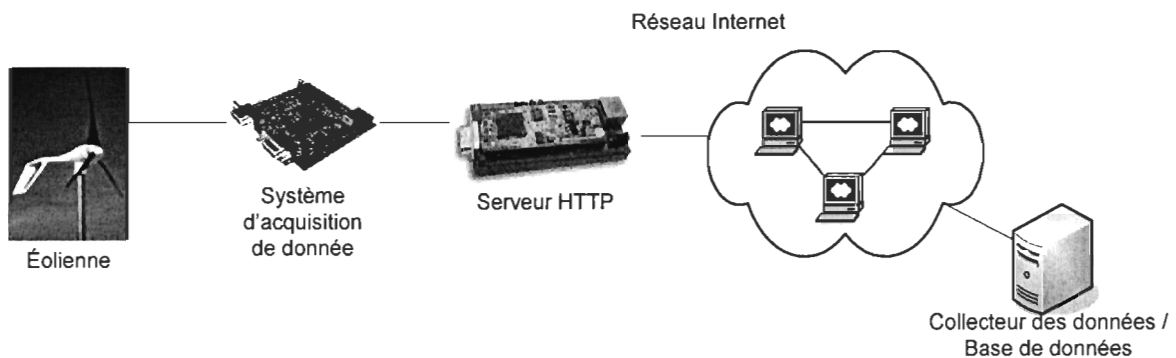 Réseau Internet
Éolienne
Système
d'acquisition
de donnée
Serveur HTTP
Collecteur des données /
Base de données